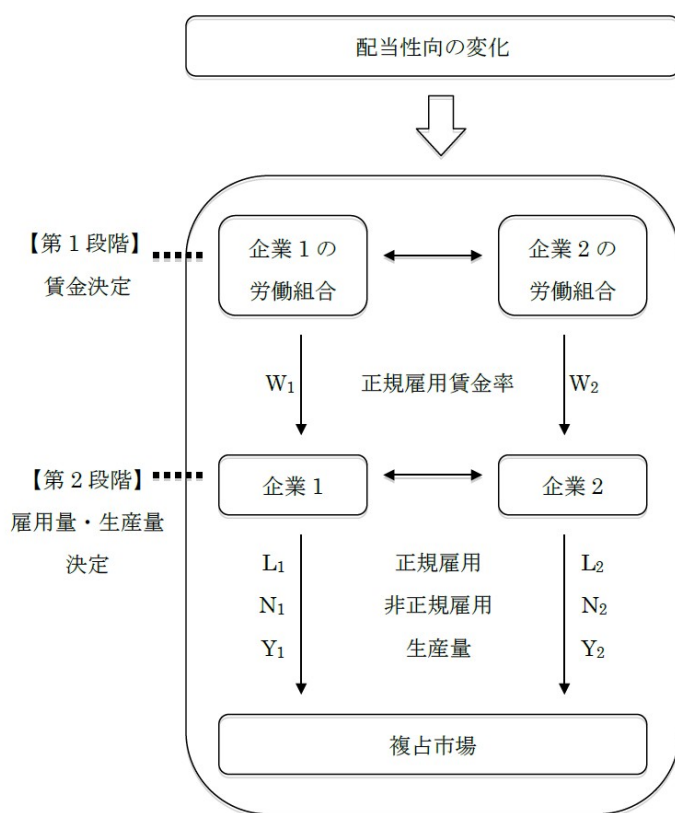 配当性向の変化
【第1段階】
賃金決定
企業1の
労働組合
企業2の
労働組合
W1
正規雇用賃金率
W2
【第2段階】
雇用量・生産量
決定
企業1
企業2
L1
正規雇用
L2
N1
非正規雇用
N2
Y1
生産量
Y2
複占市場